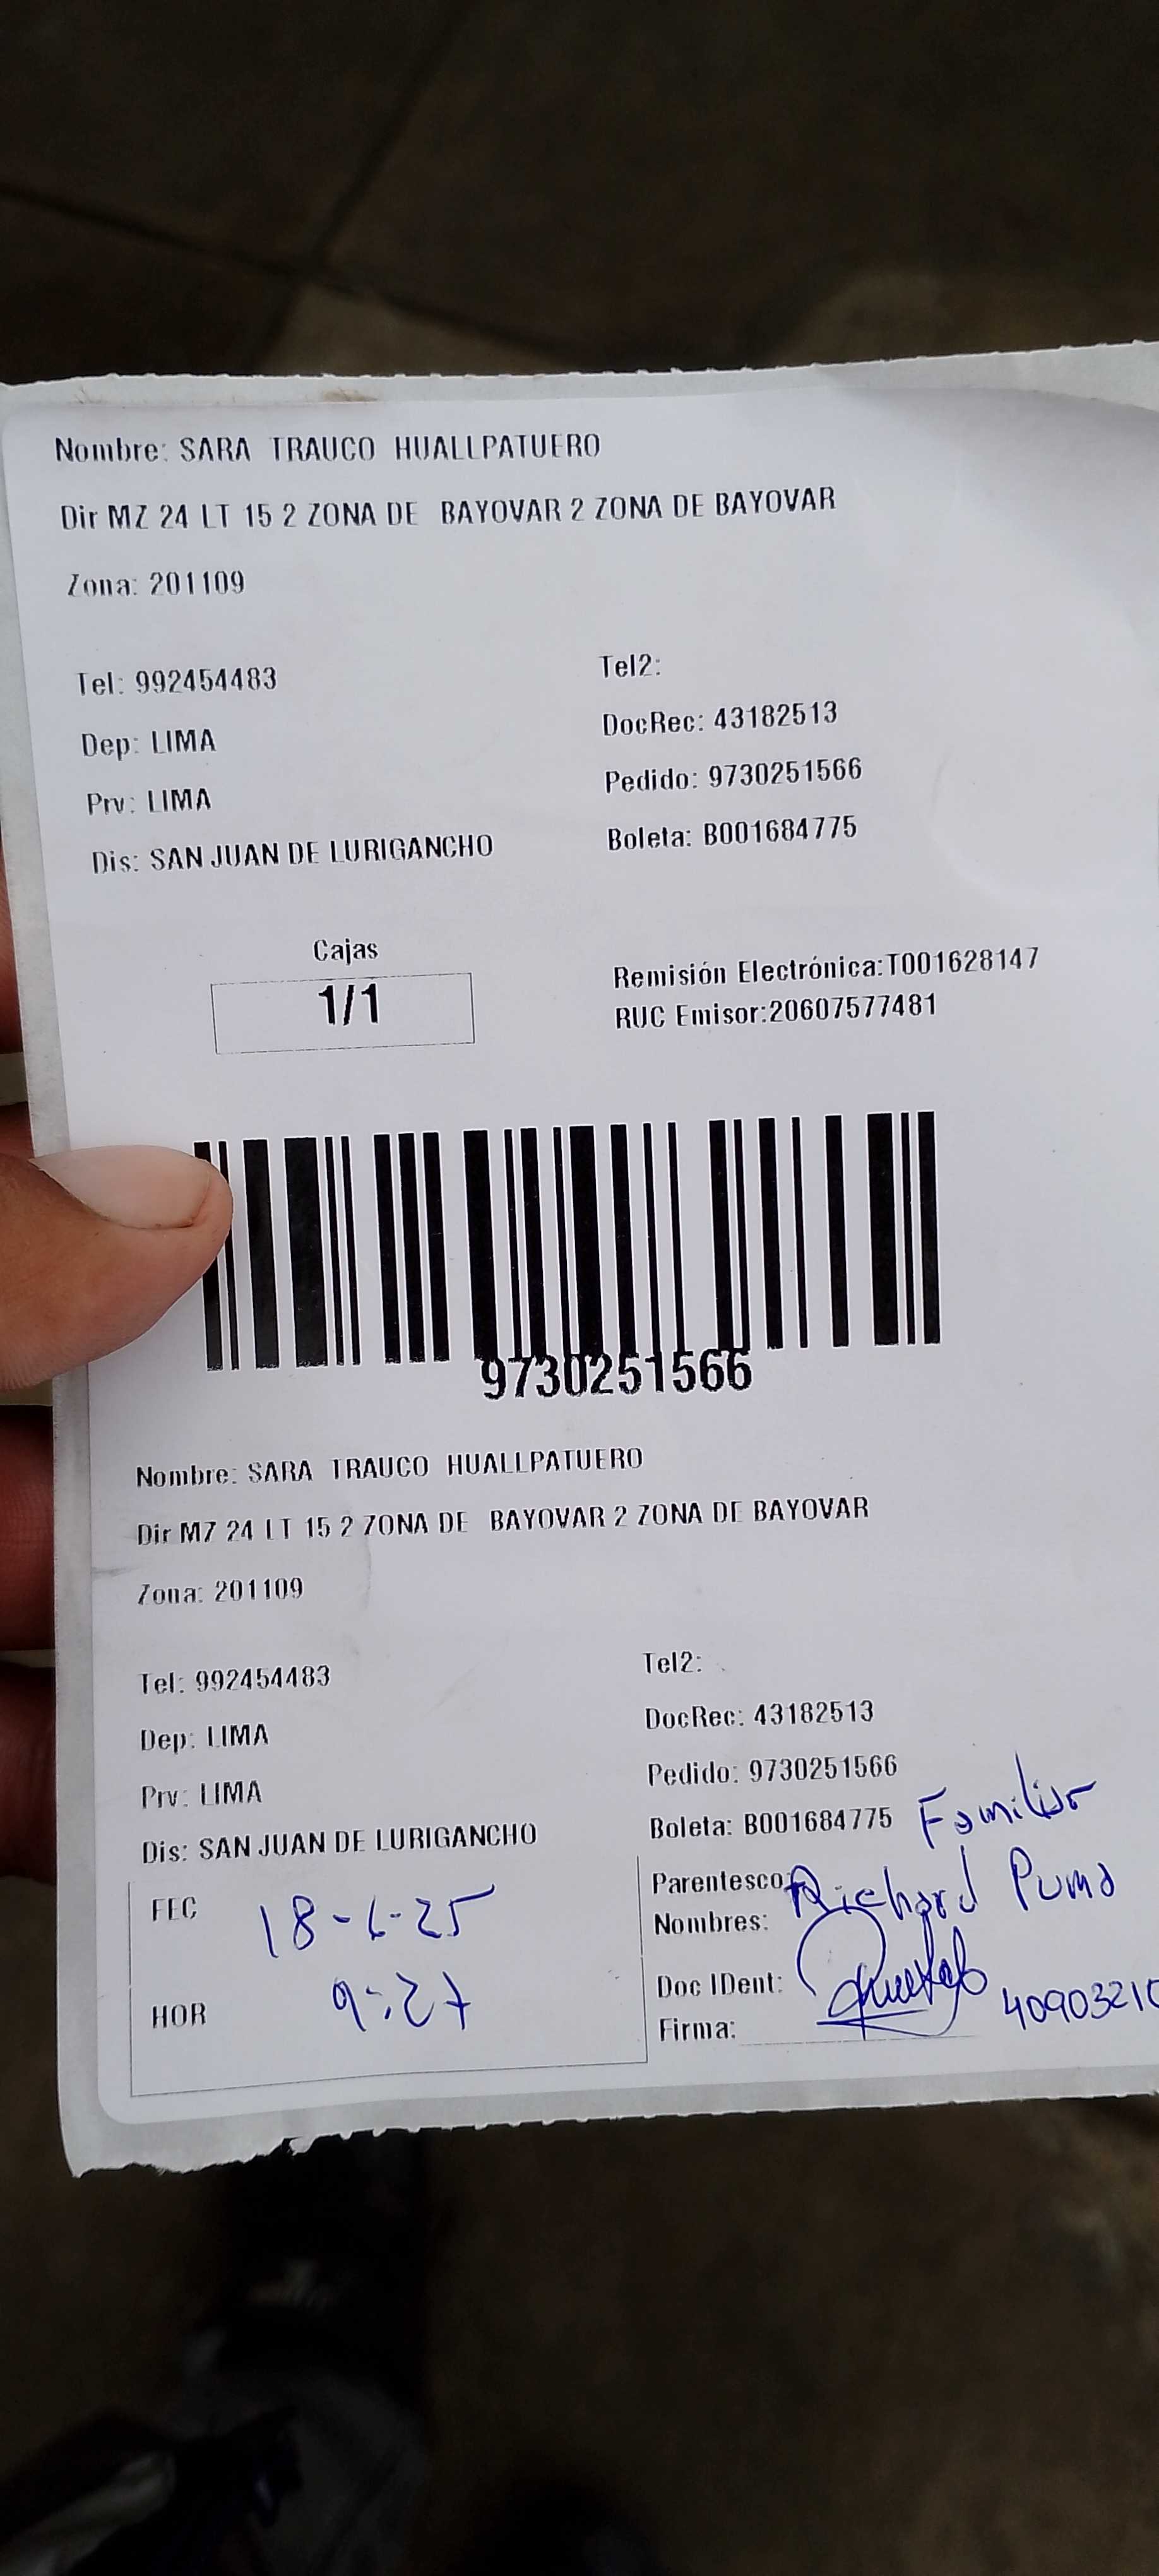 Nombre: SARA TRAUCO HUALLPATUERO
Dir MZ 24 LT 15 2 ZONA DE BAYOVAR 2 ZONA DE BAYOVAR
Zona: 201109
Tel: 992454483
Tel2:
Dep: LIMA
DocRec: 43182513
Prv: LIMA
Pedido: 9730251566
Dis: SAN JUAN DE LURIGANCHO
Boleta: B001684775
Cajas
1/1
Remisión Electrónica:T001628147
RUC Emisor:20607577481
9730251566
Nombre: SARA TRAUCO HUALLPATUERO
Dir MZ 24 LT 15 2 ZONA DE BAYOVAR 2 ZONA DE BAYOVAR
Zona: 201109
Tel: 992454483
Tel2:
Dep: LIMA
DocRec: 43182513
Prv: LIMA
Pedido: 9730251566
Dis: SAN JUAN DE LURIGANCHO
Boleta: B001684775 Familiar
FEC 18-6-25
Parentesco:
Nombres: Richard Puma
HOR 9:27
Doc IDent: 40903210
Firma: